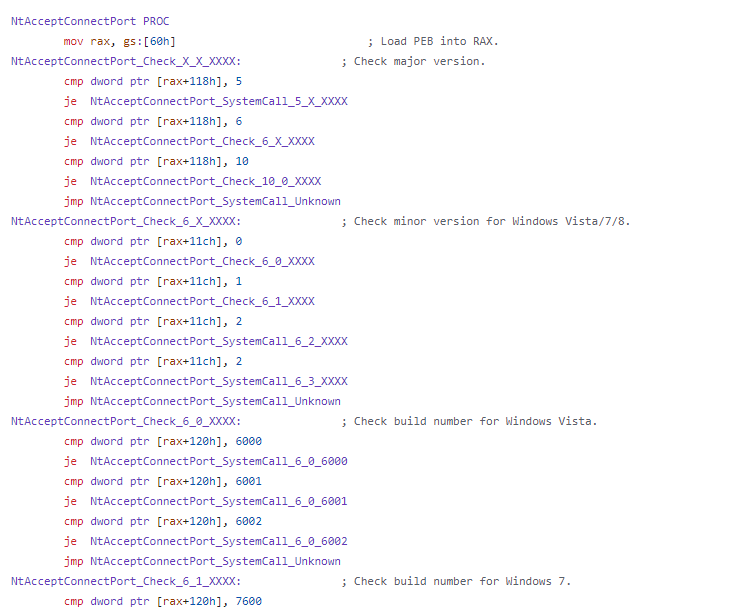 NtAcceptConnectPort PROC
mov rax, gs:[60h] ; Load PEB into RAX.
NtAcceptConnectPort_Check_X_X_XXXX: ; Check major version.
cmp dword ptr [rax+118h], 5
je NtAcceptConnectPort_SystemCall_5_X_XXXX
cmp dword ptr [rax+118h], 6
je NtAcceptConnectPort_Check_6_X_XXXX
cmp dword ptr [rax+118h], 10
je NtAcceptConnectPort_Check_10_0_XXXX
jmp NtAcceptConnectPort_SystemCall_Unknown
NtAcceptConnectPort_Check_6_X_XXXX: ; Check minor version for Windows Vista/7/8.
cmp dword ptr [rax+11ch], 0
je NtAcceptConnectPort_Check_6_0_XXXX
cmp dword ptr [rax+11ch], 1
je NtAcceptConnectPort_Check_6_1_XXXX
cmp dword ptr [rax+11ch], 2
je NtAcceptConnectPort_SystemCall_6_2_XXXX
cmp dword ptr [rax+11ch], 2
je NtAcceptConnectPort_SystemCall_6_3_XXXX
jmp NtAcceptConnectPort_SystemCall_Unknown
NtAcceptConnectPort_Check_6_0_XXXX: ; Check build number for Windows Vista.
cmp dword ptr [rax+120h], 6000
je NtAcceptConnectPort_SystemCall_6_0_6000
cmp dword ptr [rax+120h], 6001
je NtAcceptConnectPort_SystemCall_6_0_6001
cmp dword ptr [rax+120h], 6002
je NtAcceptConnectPort_SystemCall_6_0_6002
jmp NtAcceptConnectPort_SystemCall_Unknown
NtAcceptConnectPort_Check_6_1_XXXX: ; Check build number for Windows 7.
cmp dword ptr [rax+120h], 7600